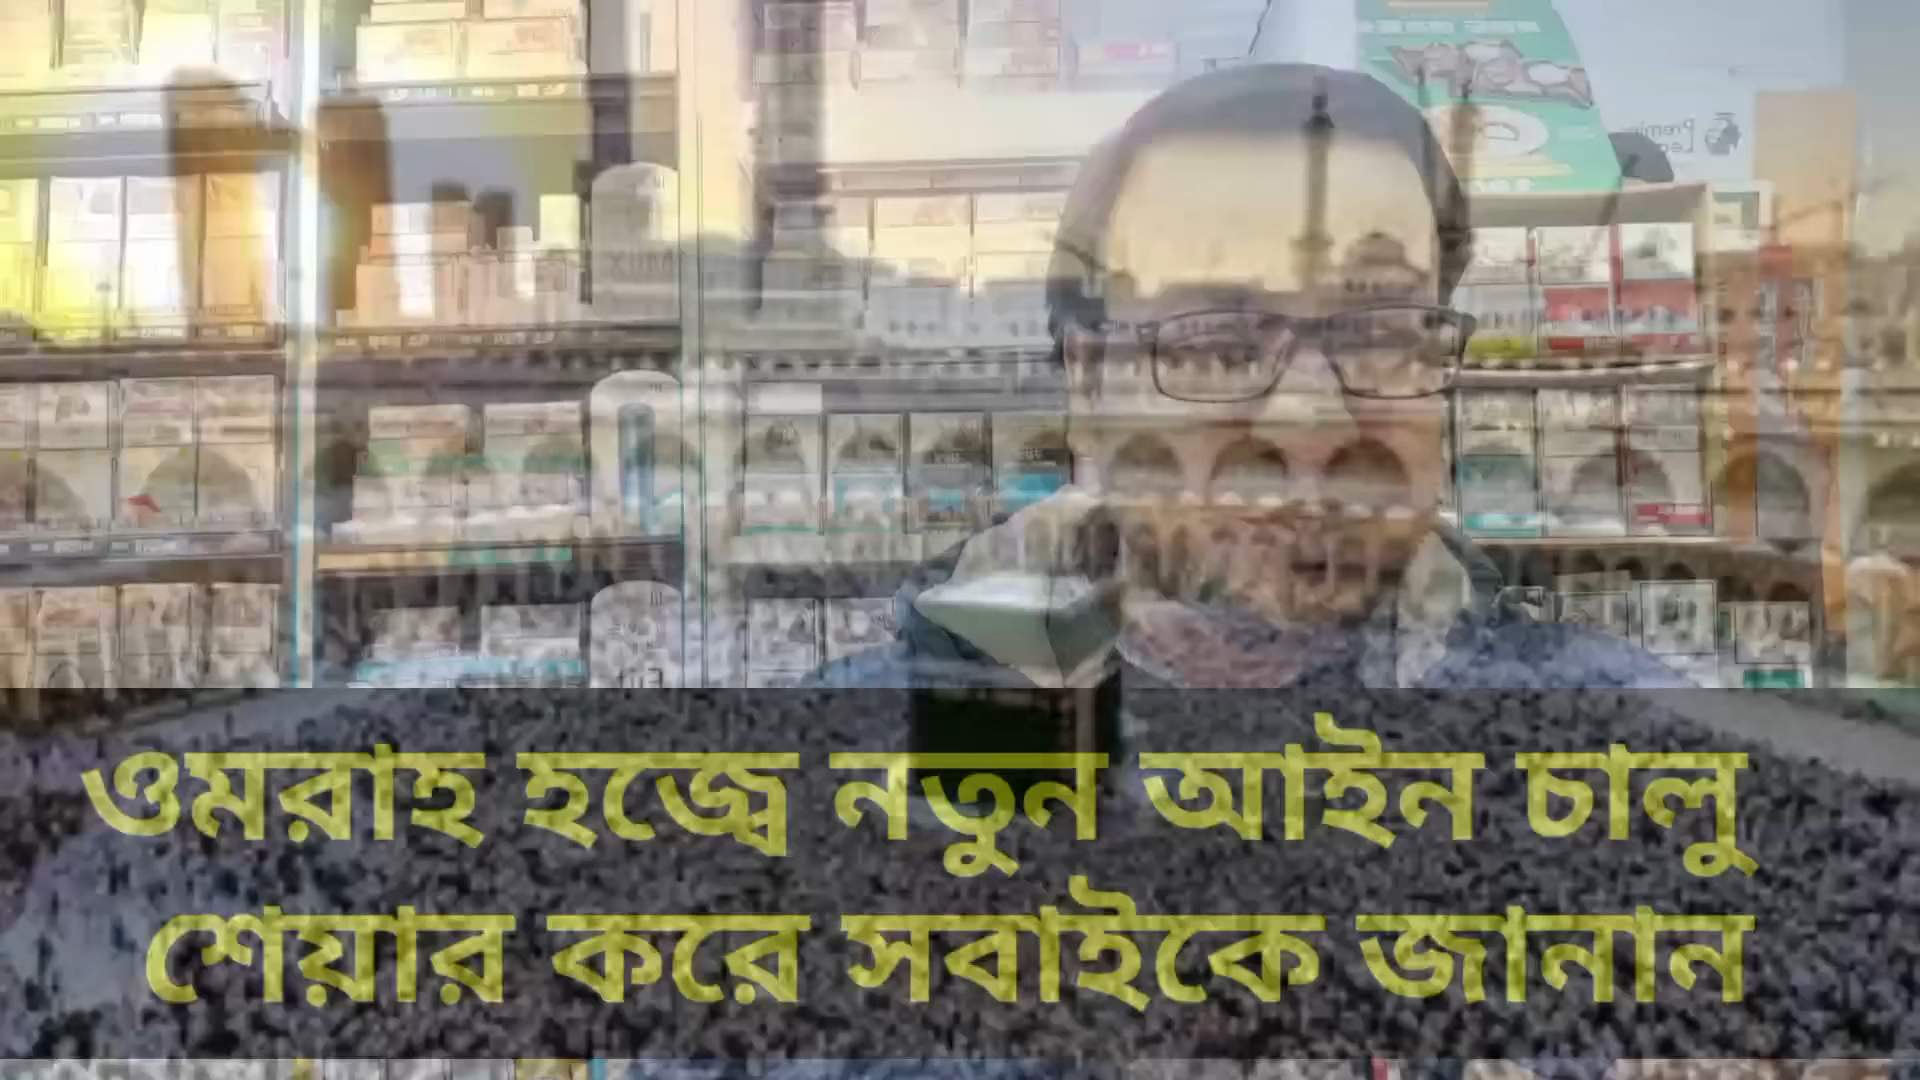 ওমরাহ হজ্বে নতুন আইন চালু
শেয়ার করে সবাইকে জানান